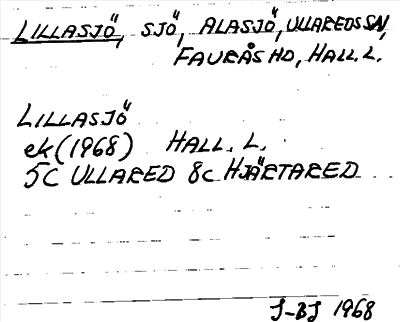 LILLASJÖ, SJÖ, ALASJÖ, ULLAREDS SN,
FAURÅS HD, HALL. L.
LILLASJÖ
ek (1968) HALL. L.
5C ULLARED 8c HJÄRTARED
J-BJ 1968